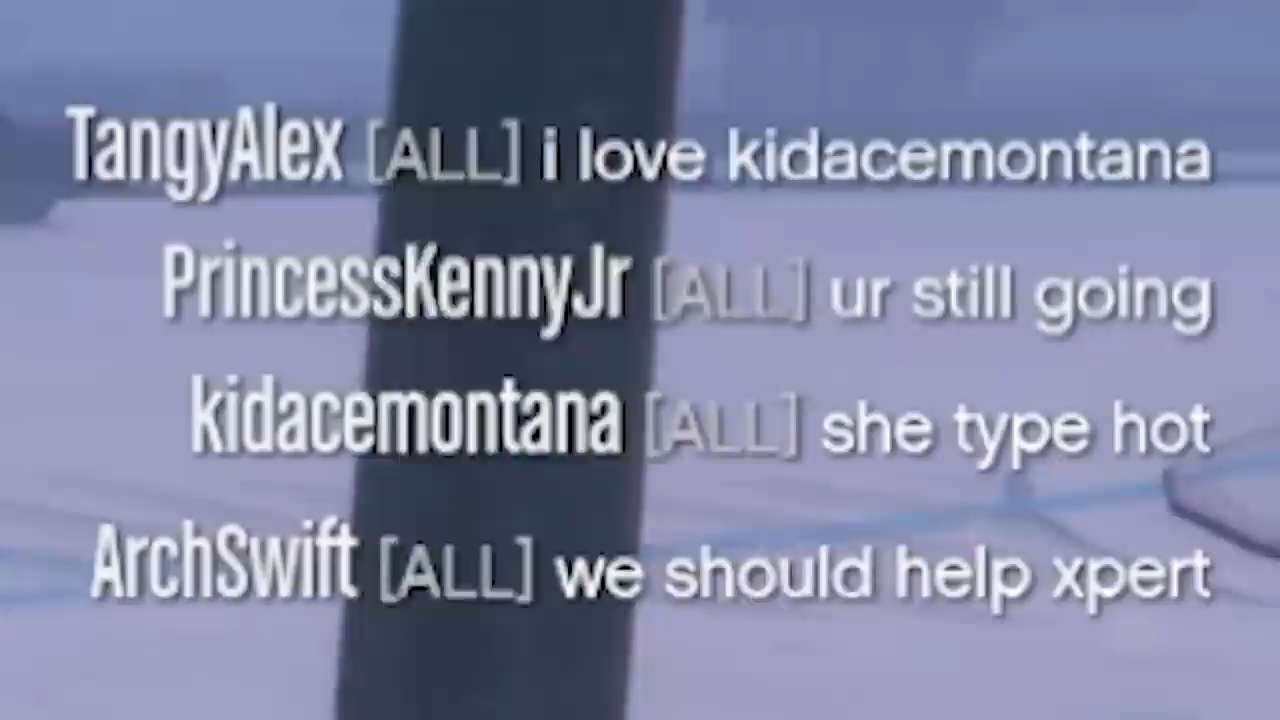 TangyAlex [ALL] i love kidacemontana
PrincessKennyJr [ALL] ur still going
kidacemontana [ALL] she type hot
ArchSwift [ALL] we should help xpert